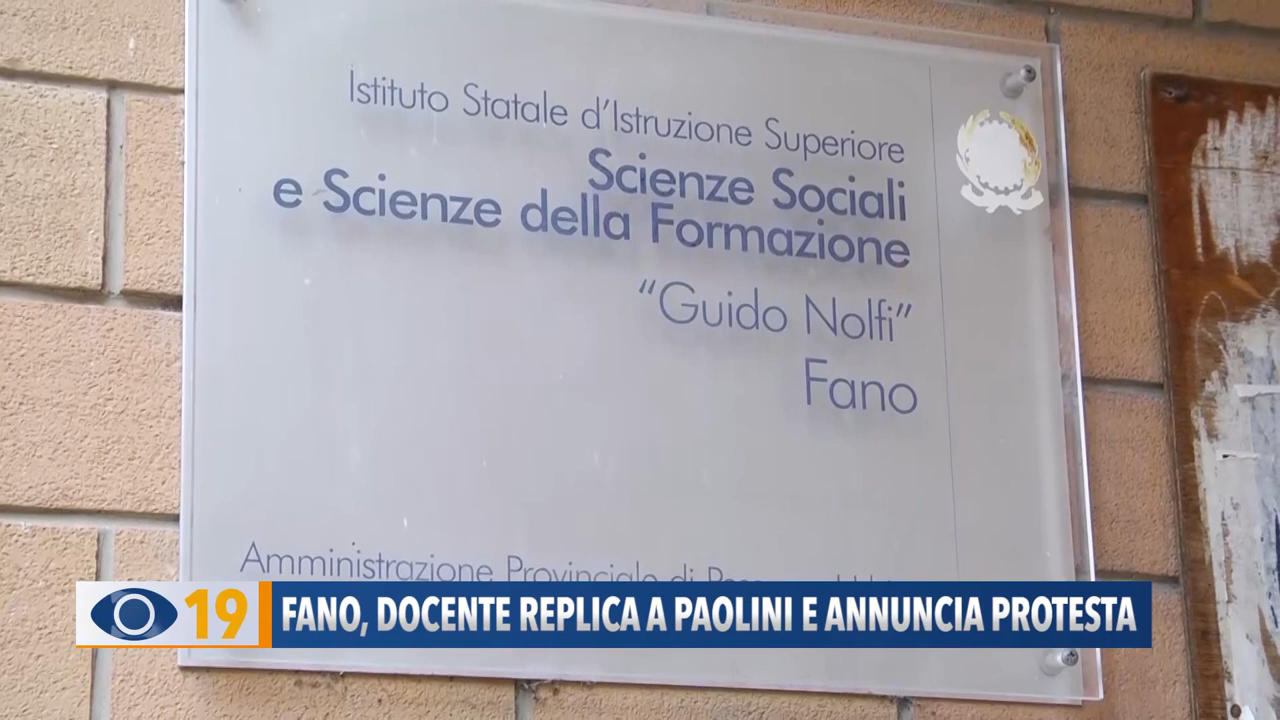 Istituto Statale d'Istruzione Superiore
Scienze Sociali
e Scienze della Formazione
"Guido Nolfi"
Fano
Amministrazione Provinciale di
19 FANO, DOCENTE REPLICA A PAOLINI E ANNUNCIA PROTESTA